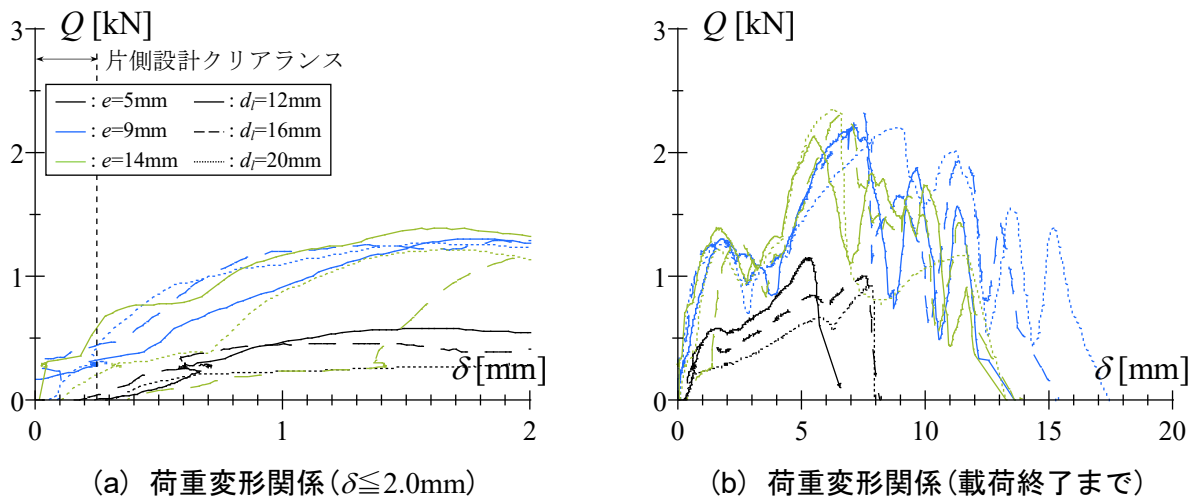 Q [kN]
3
片側設計クリアランス
: e=5mm : dl=12mm
: e=9mm : dl=16mm
: e=14mm : dl=20mm
2
1
0
δ [mm]
0 1 2
(a) 荷重変形関係(δ≦2.0mm)
Q [kN]
3
2
1
0
δ [mm]
0 5 10 15 20
(b) 荷重変形関係(載荷終了まで)